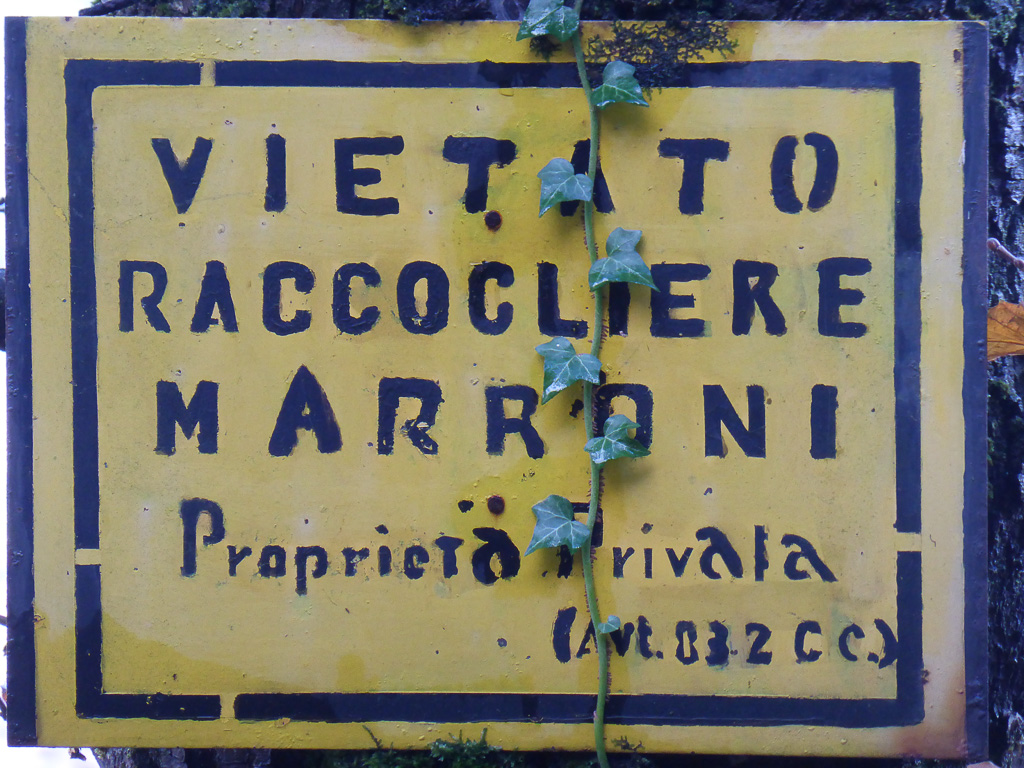 VIETATO
RACCOGLIERE
MARRONI
Proprietà Privata
(Art. 832 C C.)